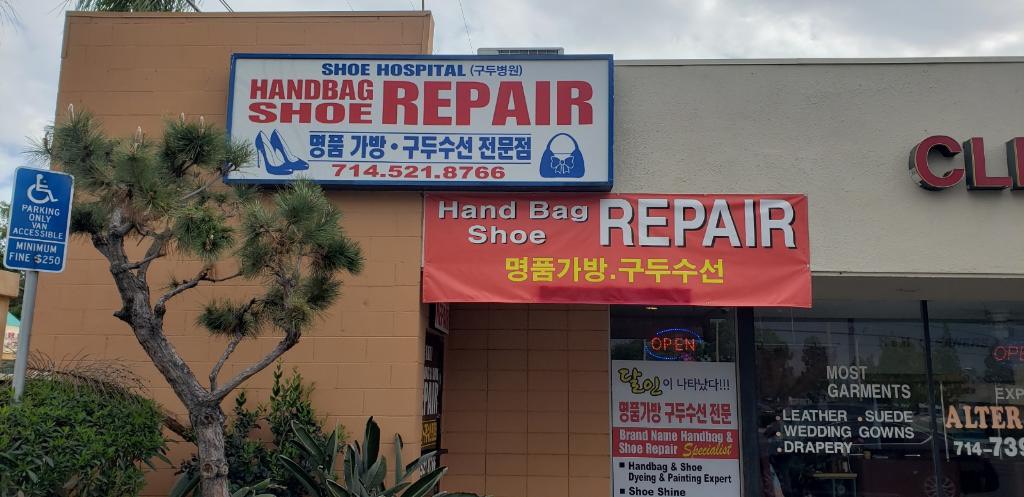 SHOE HOSPITAL (구두병원)
HANDBAG
SHOE REPAIR
명품 가방·구두수선 전문점
714.521.8766
PARKING
ONLY
VAN
ACCESSIBLE
MINIMUM
FINE $250
Hand Bag
Shoe REPAIR
명품가방.구두수선
OPEN
달인이 나타났다!!!
명품가방 구두수선 전문
Brand Name Handbag &
Shoe Repair Specialist
■ Handbag & Shoe
Dyeing & Painting Expert
■ Shoe Shine
REPAIR
CL
MOST
GARMENTS
.LEATHER .SUEDE
.WEDDING GOWNS
.DRAPERY
OPE
EXP
ALTER
714-739